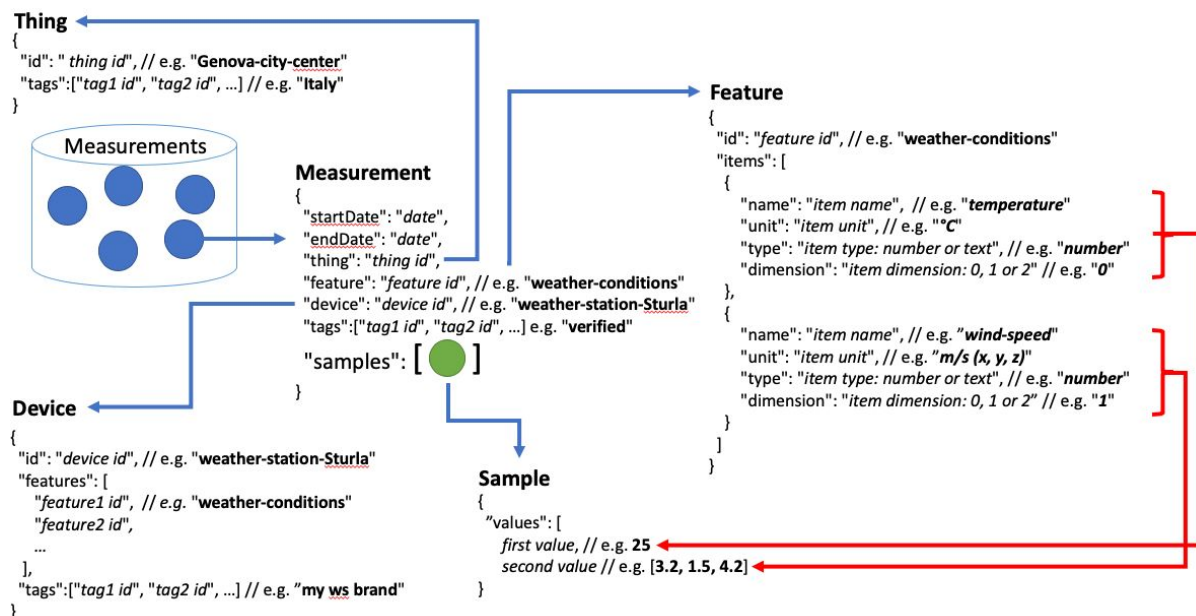 Thing
{
"id": " thing id", // e.g. "Genova-city-center"
"tags":["tag1 id", "tag2 id", …] // e.g. "Italy"
}
Measurements
Measurement
{
"startDate": "date",
"endDate": "date",
"thing": "thing id",
"feature": "feature id", // e.g. "weather-conditions"
"device": "device id", // e.g. "weather-station-Sturla"
"tags":["tag1 id", "tag2 id", …] e.g. "verified"
"samples": [ ]
}
Feature
{
"id": "feature id", // e.g. "weather-conditions"
"items": [
{
"name": "item name", // e.g. "temperature"
"unit": "item unit", // e.g. "°C"
"type": "item type: number or text", // e.g. "number"
"dimension": "item dimension: 0, 1 or 2" // e.g. "0"
},
{
"name": "item name", // e.g. ”wind-speed"
"unit": "item unit", // e.g. ”m/s (x, y, z)"
"type": "item type: number or text", // e.g. "number"
"dimension": "item dimension: 0, 1 or 2” // e.g. "1"
}
]
}
Device
{
"id": "device id", // e.g. "weather-station-Sturla"
"features": [
"feature1 id", // e.g. "weather-conditions"
"feature2 id",
…
],
"tags":["tag1 id", "tag2 id", …] // e.g. ”my ws brand"
}
Sample
{
”values": [
first value, // e.g. 25
second value // e.g. [3.2, 1.5, 4.2]
}